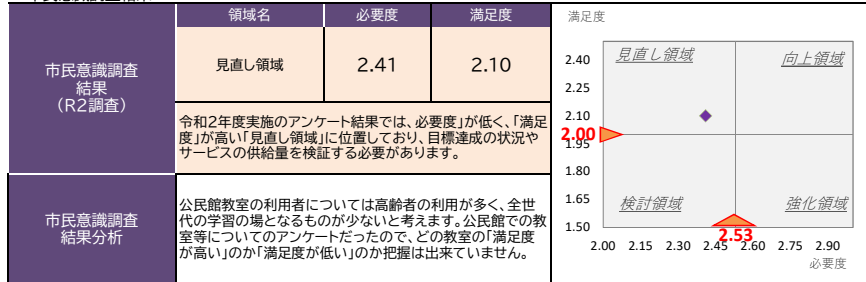 領域名 必要度 満足度
市民意識調査
結果
(R2調査)
見直し領域 2.41 2.10
令和2年度実施のアンケート結果では、必要度」が低く、「満足
度」が高い「見直し領域」に位置しており、目標達成の状況や
サービスの供給量を検証する必要があります。
市民意識調査
結果分析
公民館教室の利用者については高齢者の利用が多く、全世
代の学習の場となるものが少ないと考えます。公民館での教
室等についてのアンケートだったので、どの教室の「満足度
が高い」のか「満足度が低い」のか把握は出来ていません。
満足度
見直し領域 向上領域
2.40
2.25
2.10
2.00
1.95
1.80
1.65
検討領域 強化領域
1.50
2.53
2.00 2.15 2.30 2.45 2.60 2.75 2.90
必要度